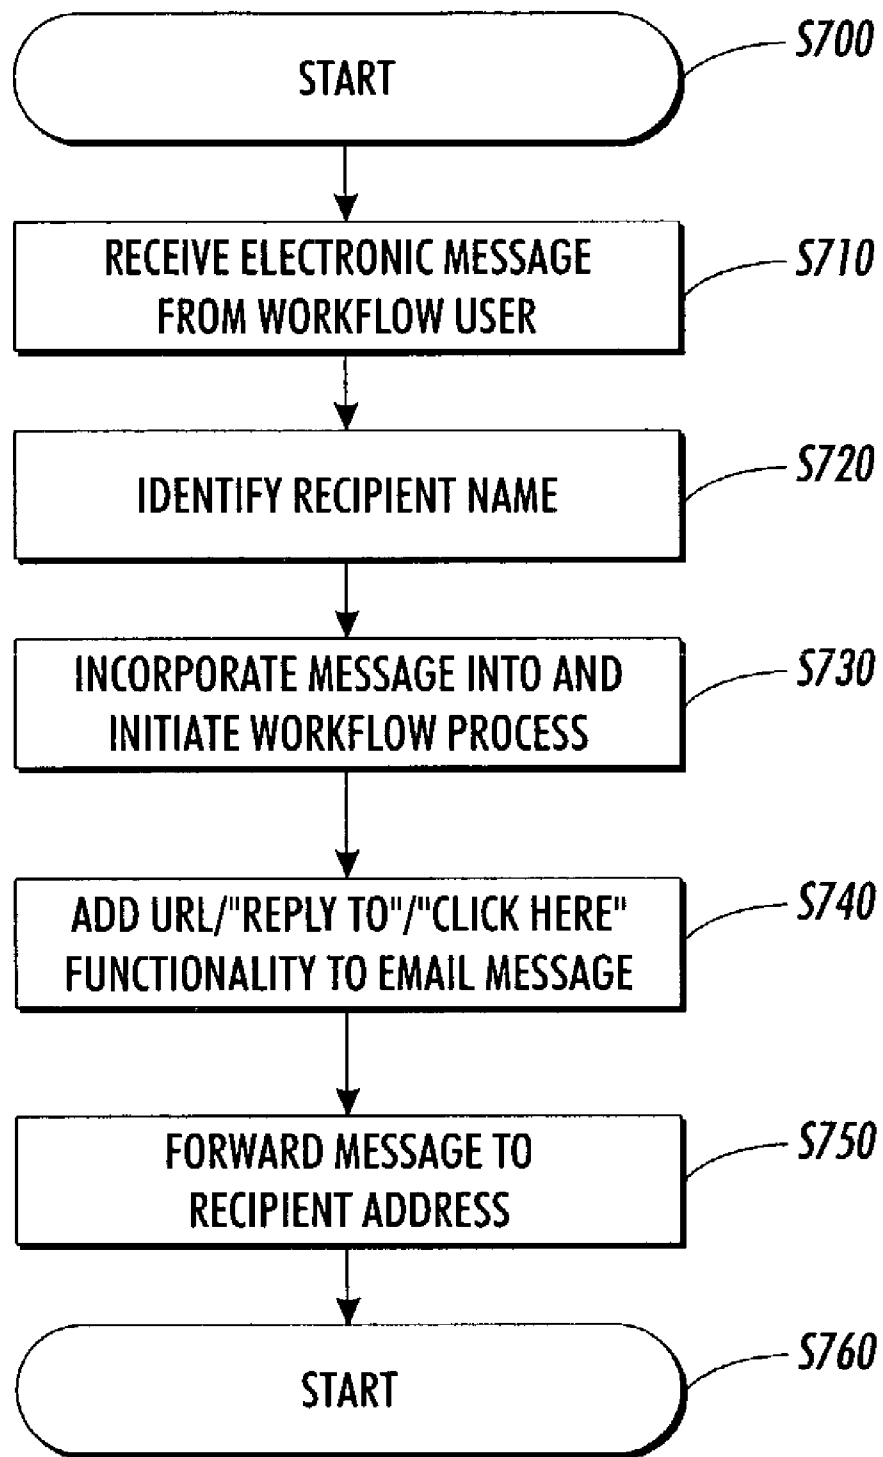 START
S700
RECEIVE ELECTRONIC MESSAGE
FROM WORKFLOW USER
S710
IDENTIFY RECIPIENT NAME
S720
INCORPORATE MESSAGE INTO AND
INITIATE WORKFLOW PROCESS
S730
ADD URL/"REPLY TO"/"CLICK HERE"
FUNCTIONALITY TO EMAIL MESSAGE
S740
FORWARD MESSAGE TO
RECIPIENT ADDRESS
S750
START
S760